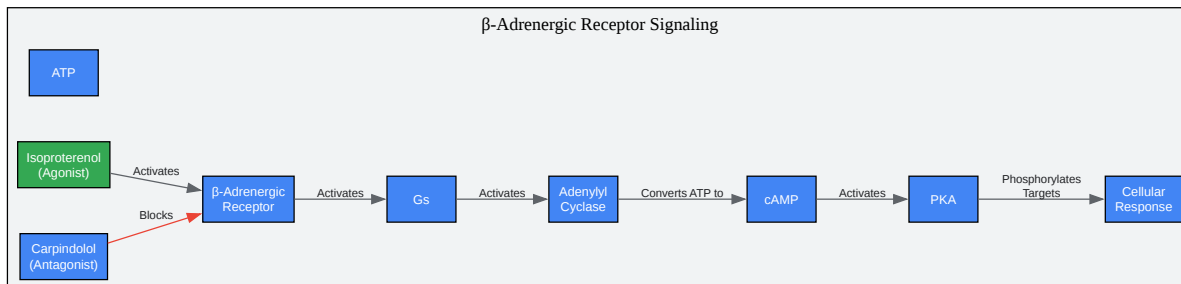 β-Adrenergic Receptor Signaling
ATP
Isoproterenol
(Agonist)
Activates
Carpindolol
(Antagonist)
Blocks
β-Adrenergic
Receptor
Activates
Gs
Activates
Adenylyl
Cyclase
Converts ATP to
cAMP
Activates
PKA
Phosphorylates
Targets
Cellular
Response